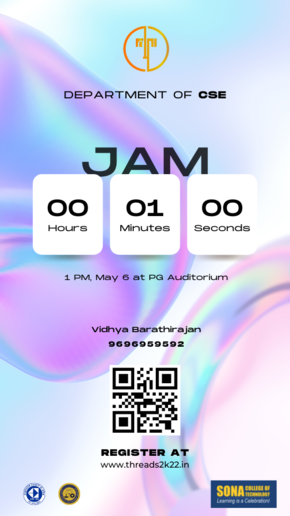 DEPARTMENT OF CSE
JAM
00 01 00
Hours Minutes Seconds
1 PM, May 6 at PG Auditorium
Vidhya Barathirajan
9696959592
REGISTER AT
www.threads2k22.in
SONA COLLEGE OF
TECHNOLOGY
Learning is a Celebration!